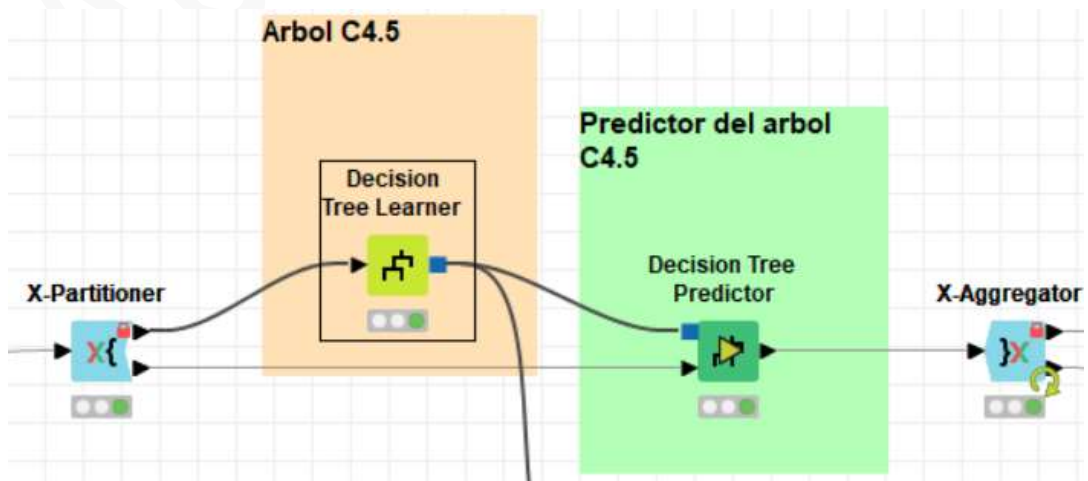 Arbol C4.5
Predictor del arbol
C4.5
Decision
Tree Learner
Decision Tree
Predictor
X-Partitioner
X-Aggregator